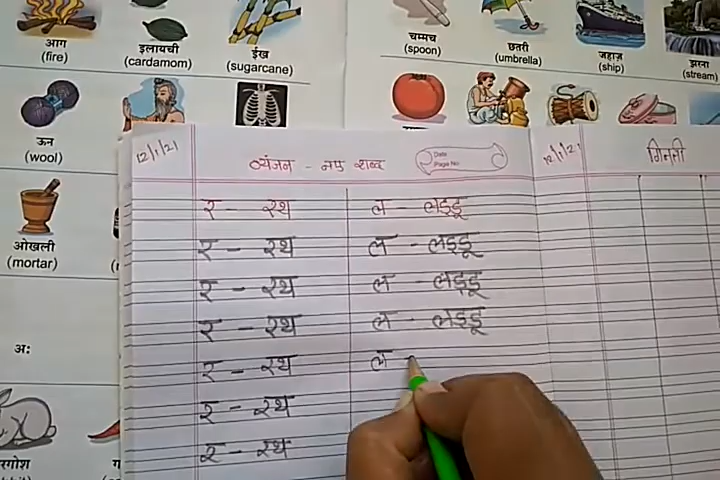 आग
(fire)
इलायची
(cardamom)
ईख
(sugarcane)
चम्मच
(spoon)
छतरी
(umbrella)
जहाज़
(ship)
झरना
(stream)
ऊन
(wool)
ओखली
(mortar)
अः
रगोश
12/1/21
व्यंजन - नए शब्द
Date
Page No
12/1/21
गिनती
र - रथ
ल - लड्डू
र - रथ
ल - लड्डू
र - रथ
ल - लड्डू
र - रथ
ल - लड्डू
र - रथ
ल -
र - रथ
र - रथ